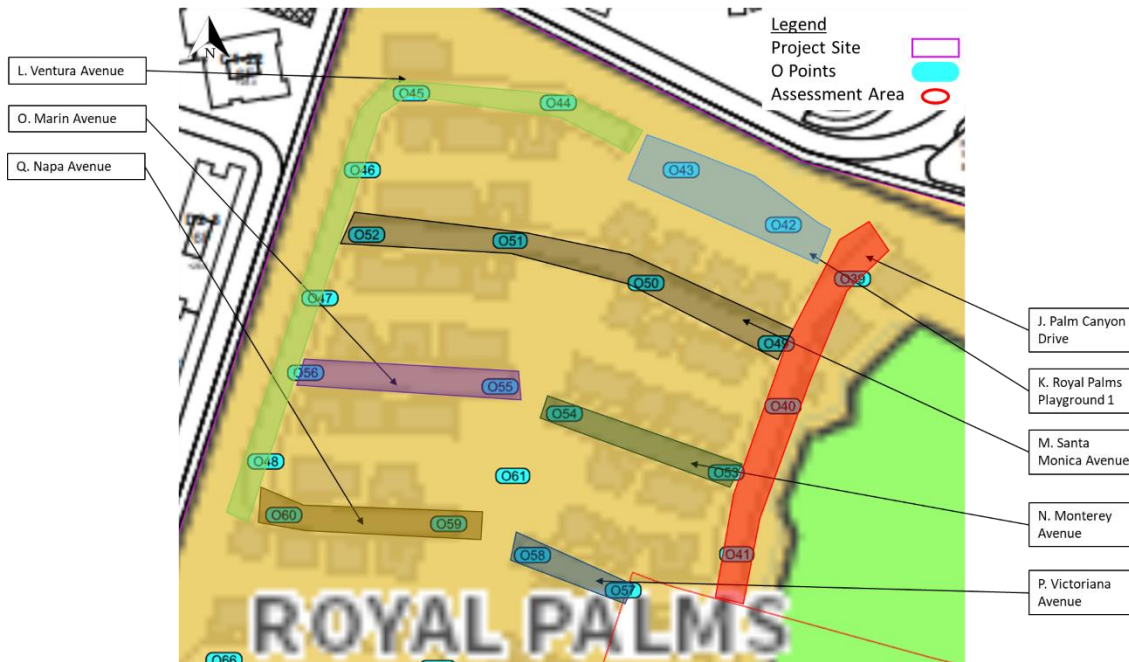 Legend
Project Site
O Points
Assessment Area
N
L. Ventura Avenue
O. Marin Avenue
Q. Napa Avenue
J. Palm Canyon
Drive
K. Royal Palms
Playground 1
M. Santa
Monica Avenue
N. Monterey
Avenue
P. Victoriana
Avenue
O45
O44
O46
O43
O42
O52
O51
O39
O50
O47
O49
O56
O55
O40
O54
O48
O61
O53
O60
O59
O58
O41
O57
ROYAL PALMS
O66